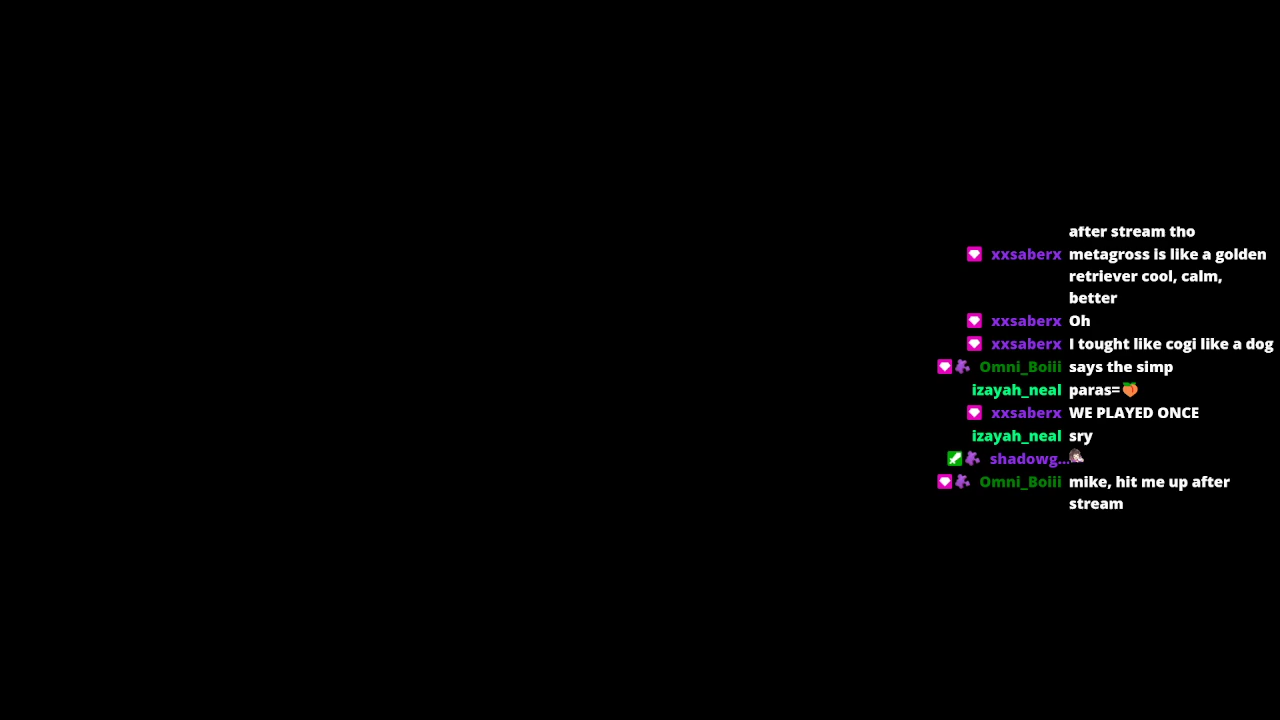 after stream tho
xxsaberx metagross is like a golden
retriever cool, calm,
better
xxsaberx Oh
xxsaberx I tought like cogi like a dog
Omni_Boiii says the simp
izayah_neal paras=🍑
xxsaberx WE PLAYED ONCE
izayah_neal sry
shadowg...
Omni_Boiii mike, hit me up after
stream